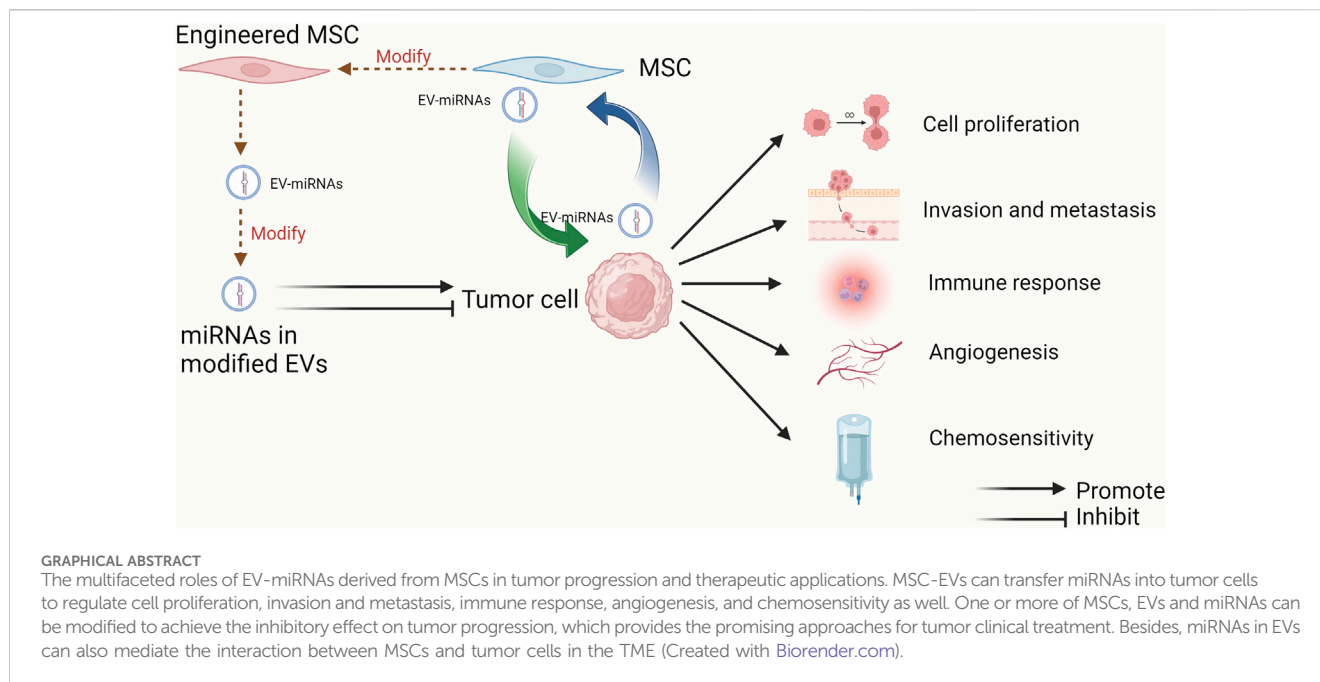 Engineered MSC
Modify
MSC
EV-miRNAs
EV-miRNAs
Modify
EV-miRNAs
miRNAs in
modified EVs
Tumor cell
∞
Cell proliferation
Invasion and metastasis
Immune response
Angiogenesis
Chemosensitivity
Promote
Inhibit
GRAPHICAL ABSTRACT
The multifaceted roles of EV-miRNAs derived from MSCs in tumor progression and therapeutic applications. MSC-EVs can transfer miRNAs into tumor cells
to regulate cell proliferation, invasion and metastasis, immune response, angiogenesis, and chemosensitivity as well. One or more of MSCs, EVs and miRNAs can
be modified to achieve the inhibitory effect on tumor progression, which provides the promising approaches for tumor clinical treatment. Besides, miRNAs in EVs
can also mediate the interaction between MSCs and tumor cells in the TME (Created with Biorender.com).